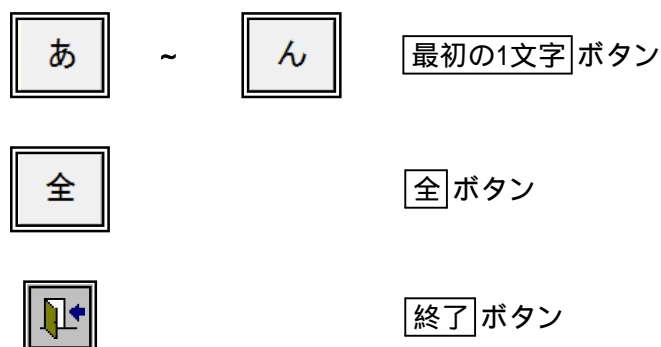 あ ~ ん 最初の1文字 ボタン
全 全 ボタン
終了 ボタン